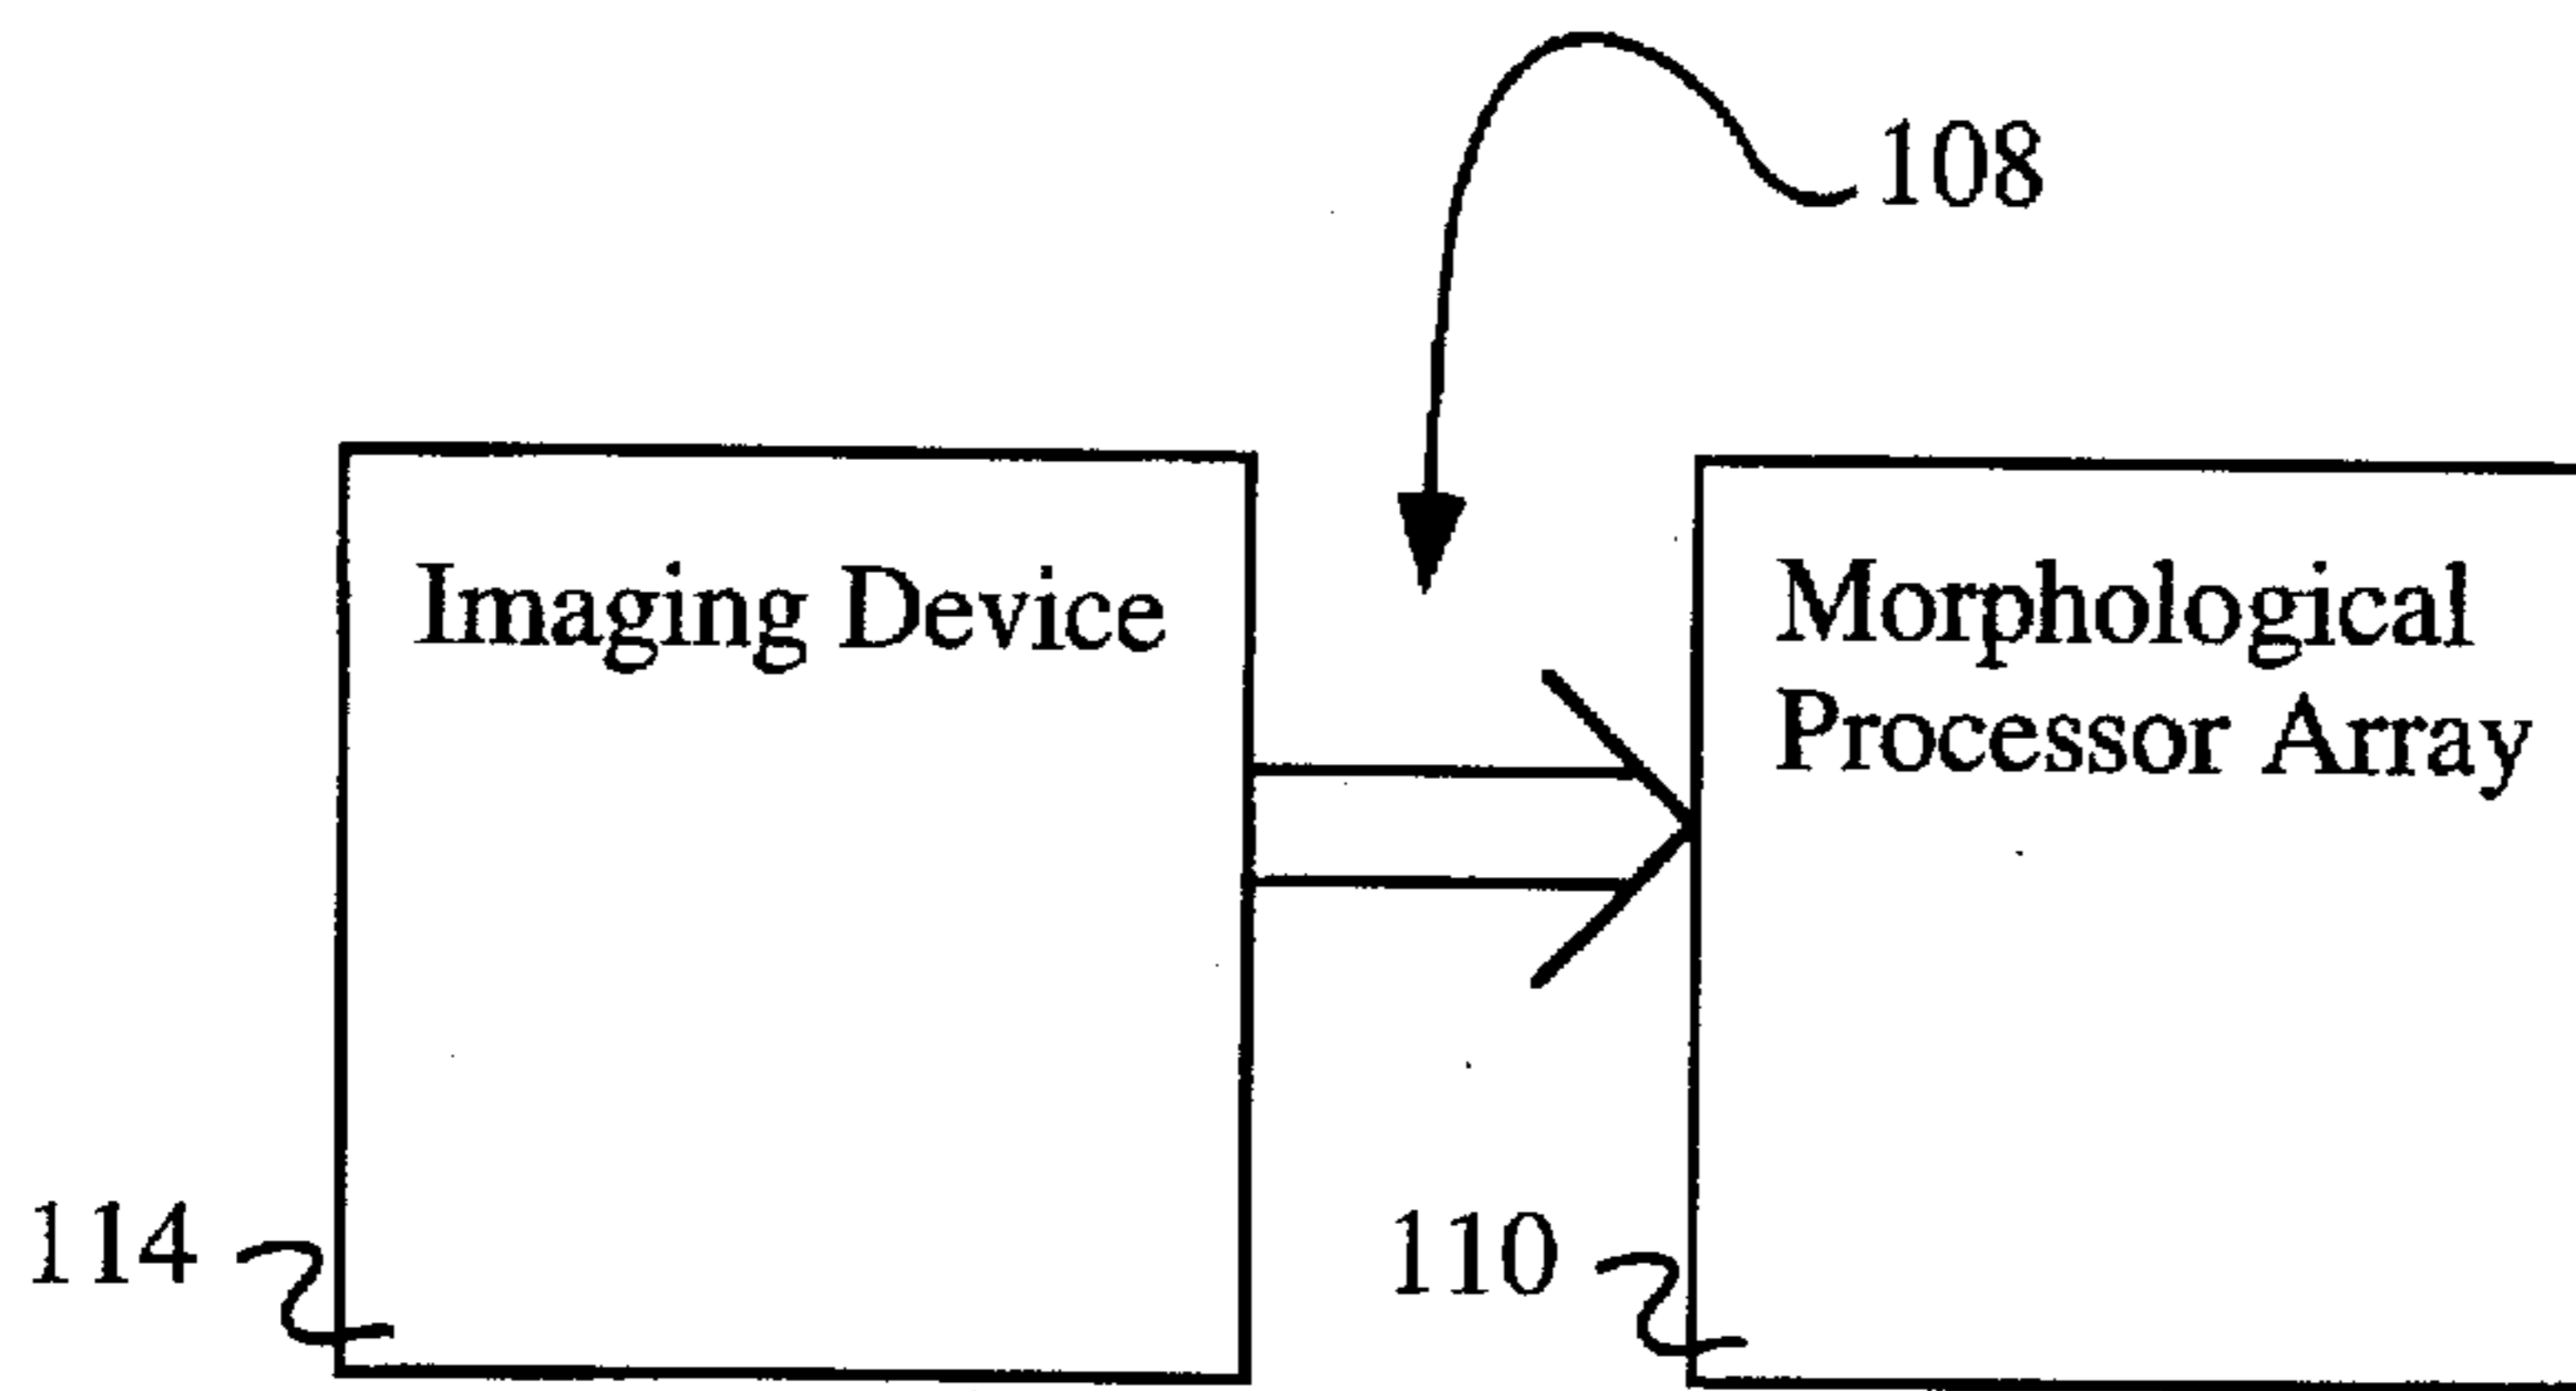 108
Imaging Device
Morphological
Processor Array
114
110